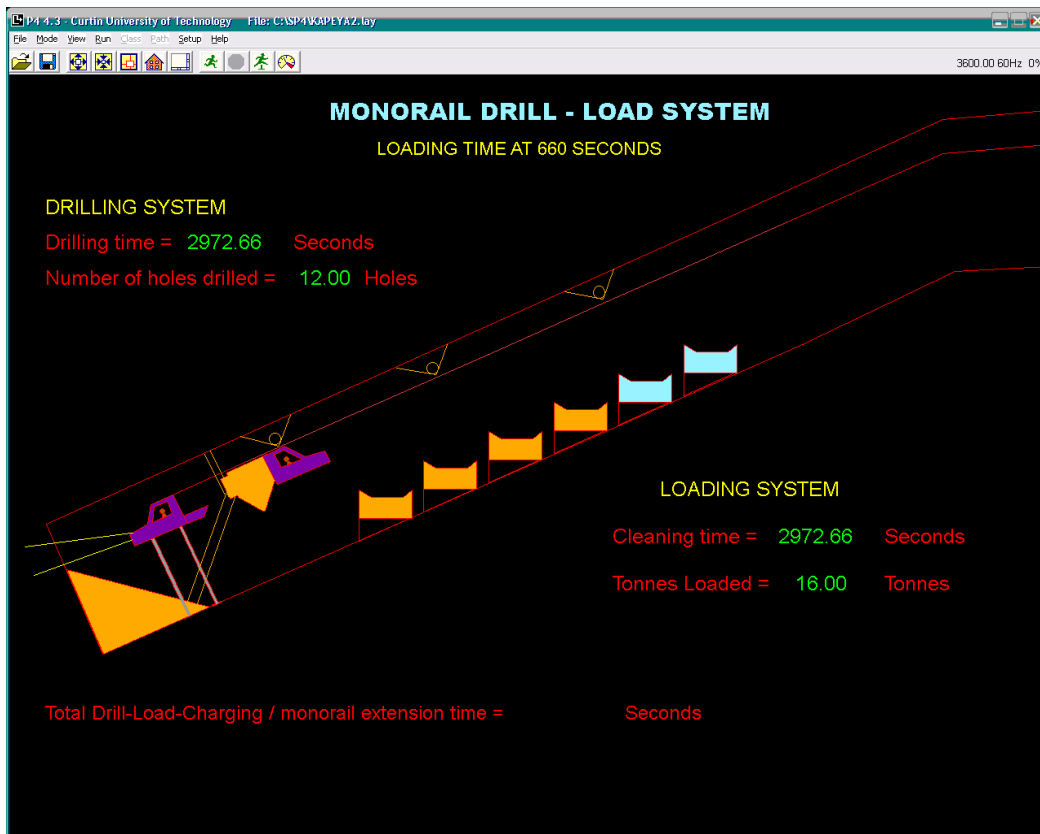 P4 4.3 - Curtin University of Technology File: C:\SP4\KAPEYA2.lay
File Mode View Run Class Path Setup Help
3600.00 60Hz 0%
MONORAIL DRILL - LOAD SYSTEM
LOADING TIME AT 660 SECONDS
DRILLING SYSTEM
Drilling time = 2972.66 Seconds
Number of holes drilled = 12.00 Holes
LOADING SYSTEM
Cleaning time = 2972.66 Seconds
Tonnes Loaded = 16.00 Tonnes
Total Drill-Load-Charging / monorail extension time = Seconds